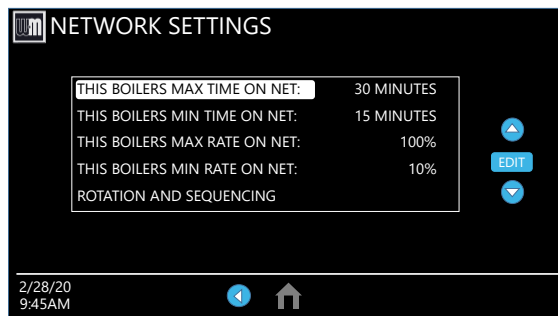 wm NETWORK SETTINGS
THIS BOILERS MAX TIME ON NET: 30 MINUTES
THIS BOILERS MIN TIME ON NET: 15 MINUTES
THIS BOILERS MAX RATE ON NET: 100%
THIS BOILERS MIN RATE ON NET: 10%
EDIT
ROTATION AND SEQUENCING
2/28/20
9:45AM